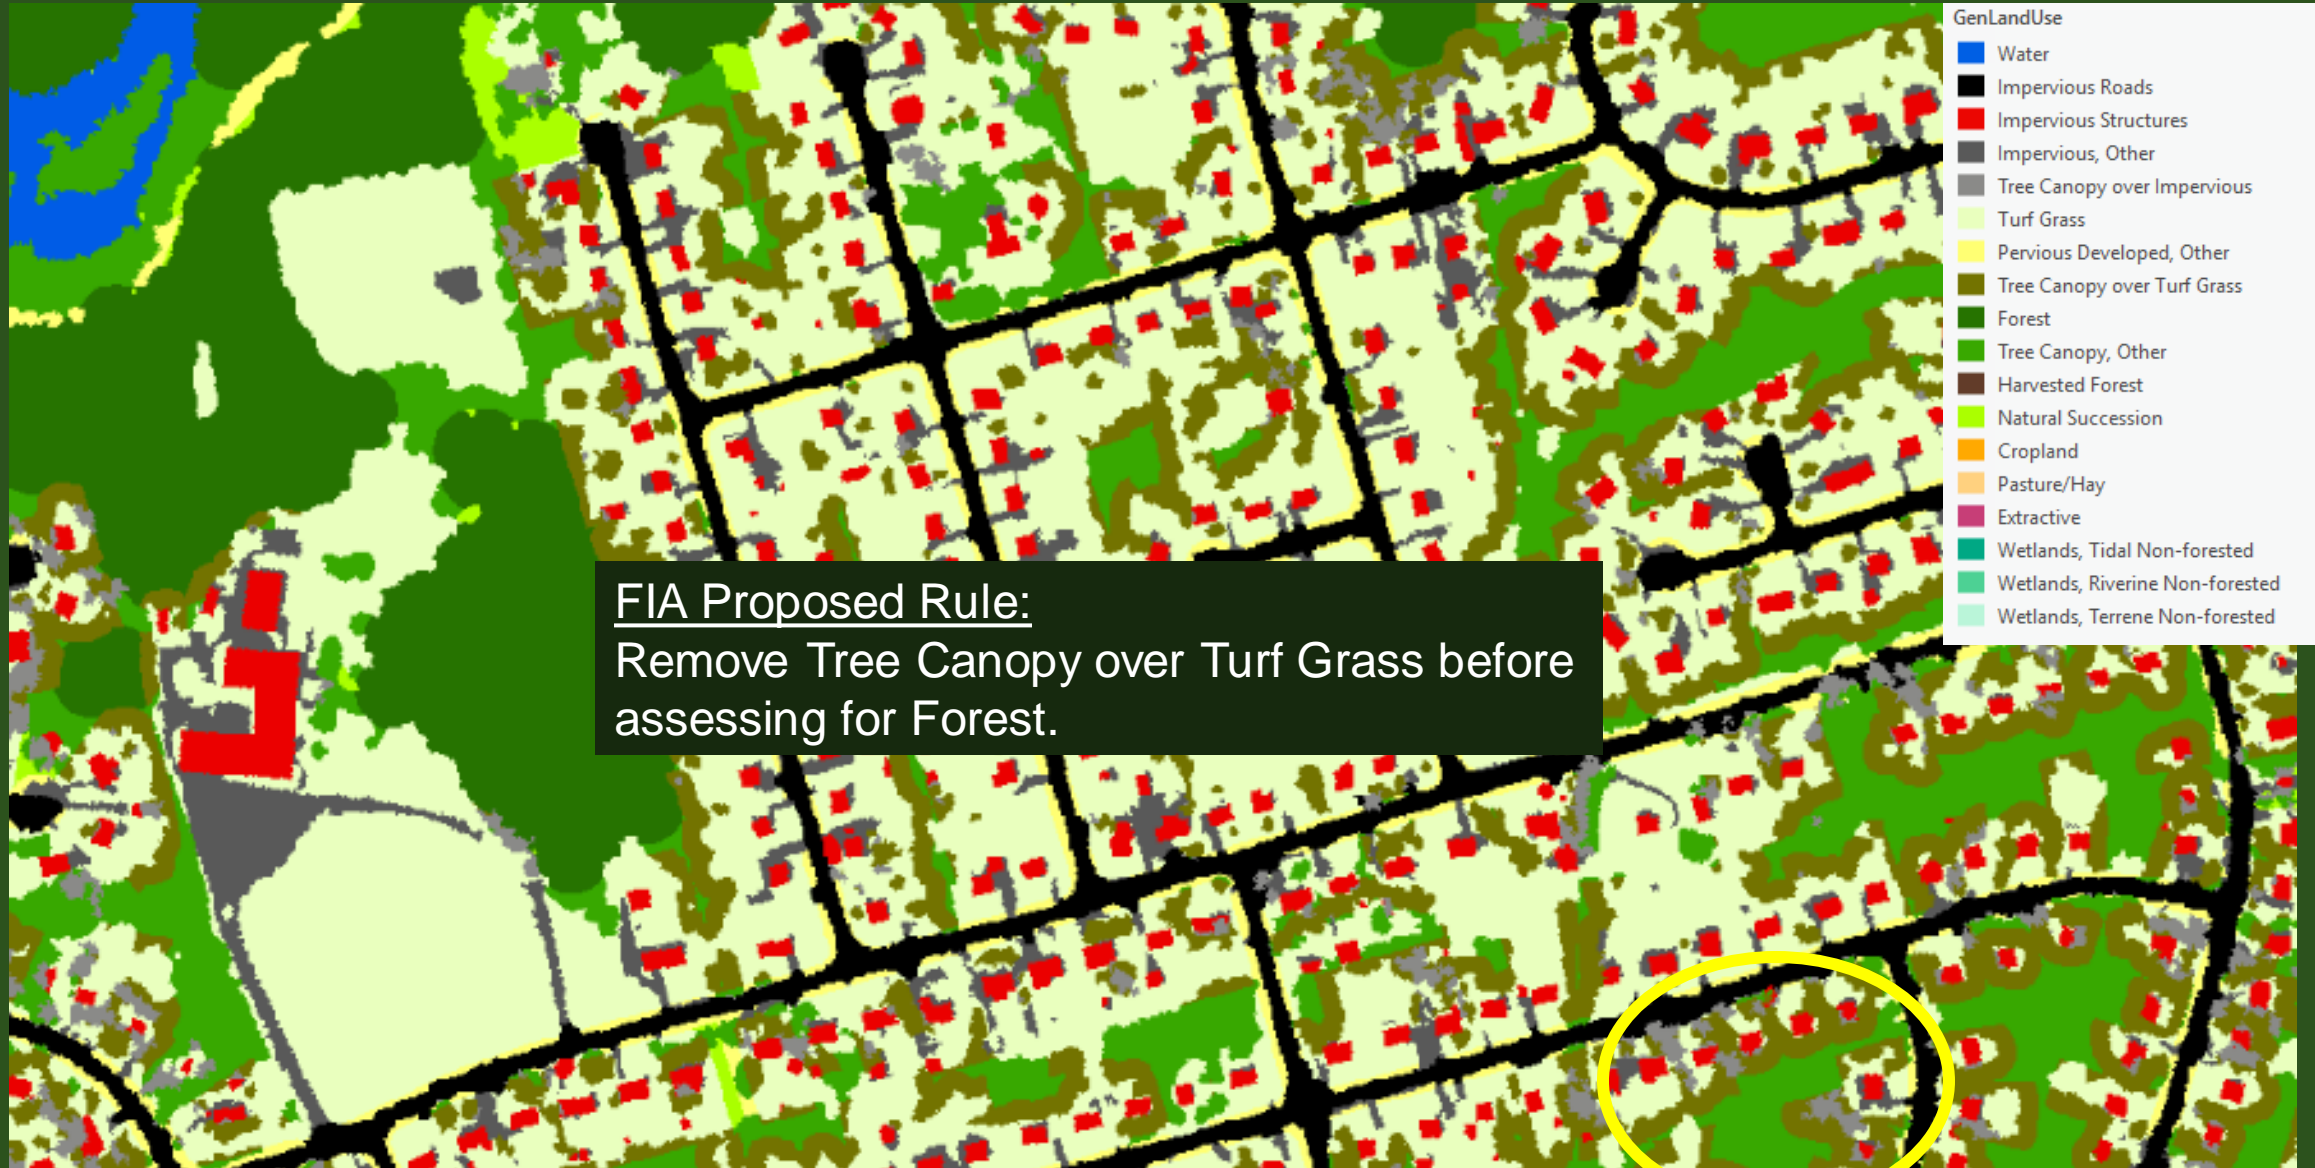 GenLandUse
Water
Impervious Roads
Impervious Structures
Impervious, Other
Tree Canopy over Impervious
Turf Grass
Pervious Developed, Other
Tree Canopy over Turf Grass
Forest
Tree Canopy, Other
Harvested Forest
Natural Succession
Cropland
Pasture/Hay
Extractive
Wetlands, Tidal Non-forested
Wetlands, Riverine Non-forested
Wetlands, Terrene Non-forested
FIA Proposed Rule:
Remove Tree Canopy over Turf Grass before
assessing for Forest.